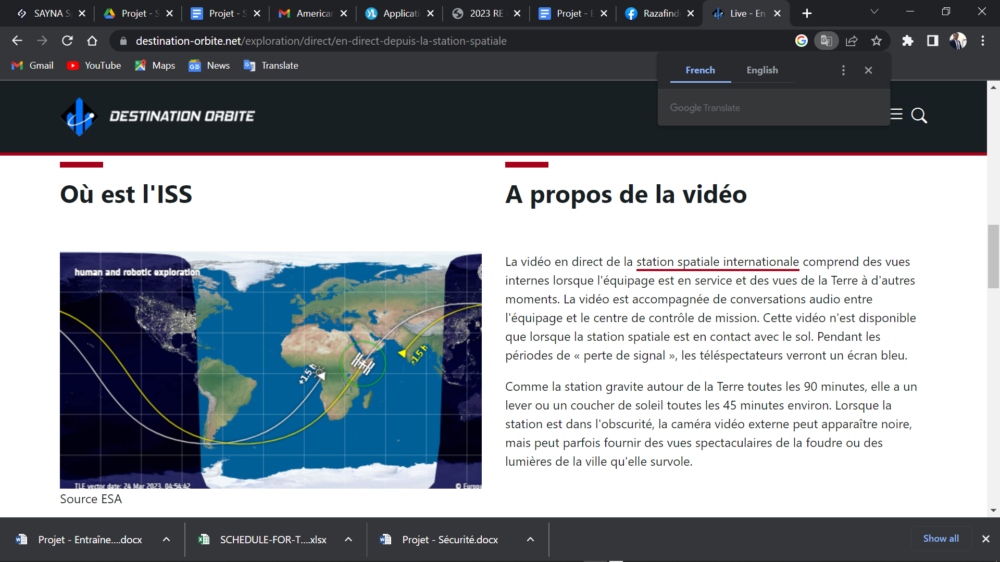 SAYNA S
Projet - S
Projet - S
American
Applicati
2023 RE
Projet - E
Razafind
Live - En
destination-orbite.net/exploration/direct/en-direct-depuis-la-station-spatiale
Gmail
YouTube
Maps
News
Translate
French
English
Google Translate
DESTINATION ORBITE
Où est l'ISS
human and robotic exploration
+1.5 h
-1.5 h
TLE vector date: 24 Mar 2023, 04:54:42
© Europe
Source ESA
A propos de la vidéo
La vidéo en direct de la station spatiale internationale comprend des vues
internes lorsque l'équipage est en service et des vues de la Terre à d'autres
moments. La vidéo est accompagnée de conversations audio entre
l'équipage et le centre de contrôle de mission. Cette vidéo n'est disponible
que lorsque la station spatiale est en contact avec le sol. Pendant les
périodes de « perte de signal », les téléspectateurs verront un écran bleu.
Comme la station gravite autour de la Terre toutes les 90 minutes, elle a un
lever ou un coucher de soleil toutes les 45 minutes environ. Lorsque la
station est dans l'obscurité, la caméra vidéo externe peut apparaître noire,
mais peut parfois fournir des vues spectaculaires de la foudre ou des
lumières de la ville qu'elle survole.
Projet - Entraîne....docx
SCHEDULE-FOR-T....xlsx
Projet - Sécurité.docx
Show all